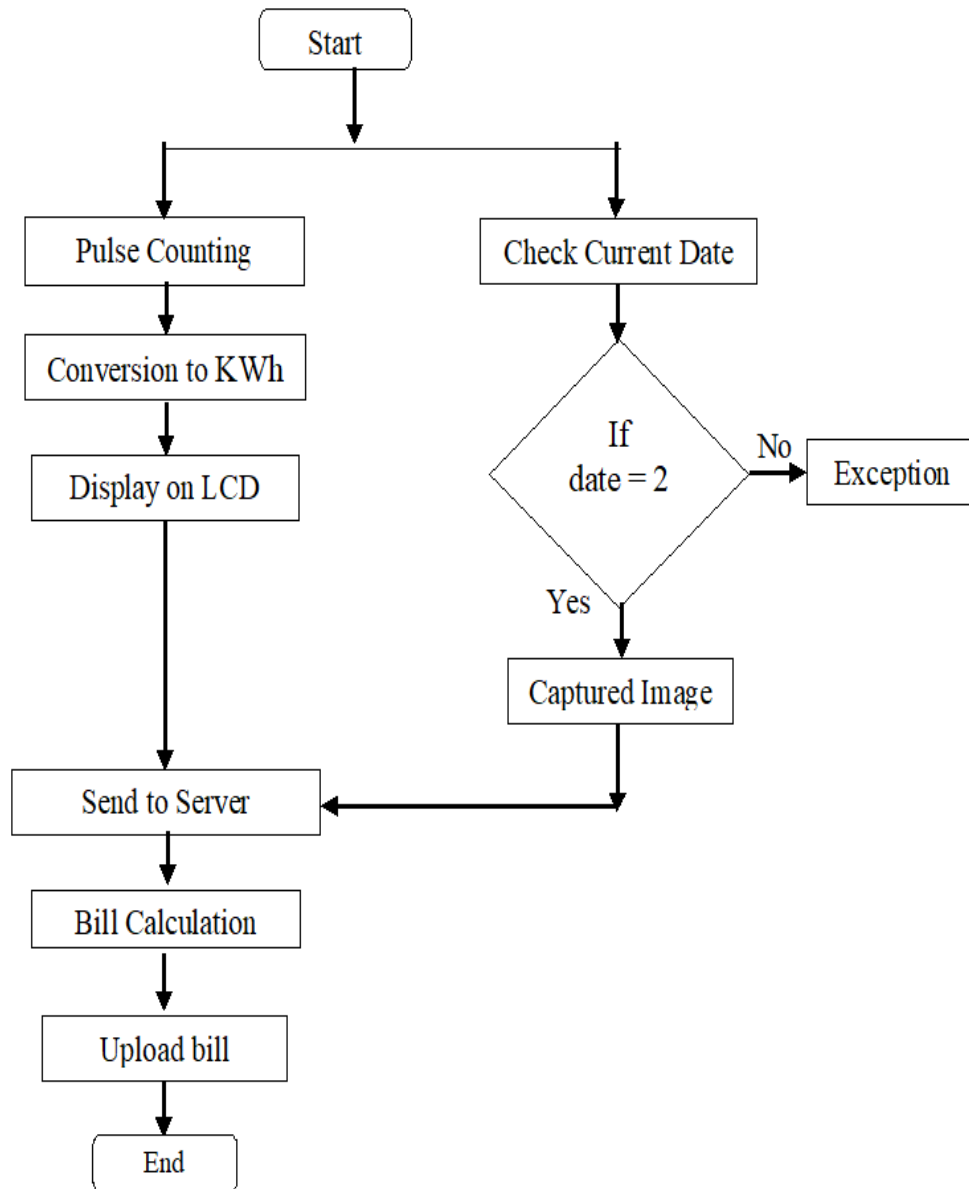 Start
Pulse Counting
Check Current Date
Conversion to KWh
If
date = 2
No
Exception
Display on LCD
Yes
Captured Image
Send to Server
Bill Calculation
Upload bill
End